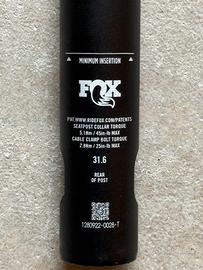 MINIMUM INSERTION
FOX
PAT.WWW.RIDEFOX.COM/PATENTS
SEATPOST COLLAR TORQUE
5.1Nm / 45in-lb MAX
CABLE CLAMP BOLT TORQUE
2.8Nm / 25in-lb MAX
31.6
REAR
OF POST
1280922-0026-T